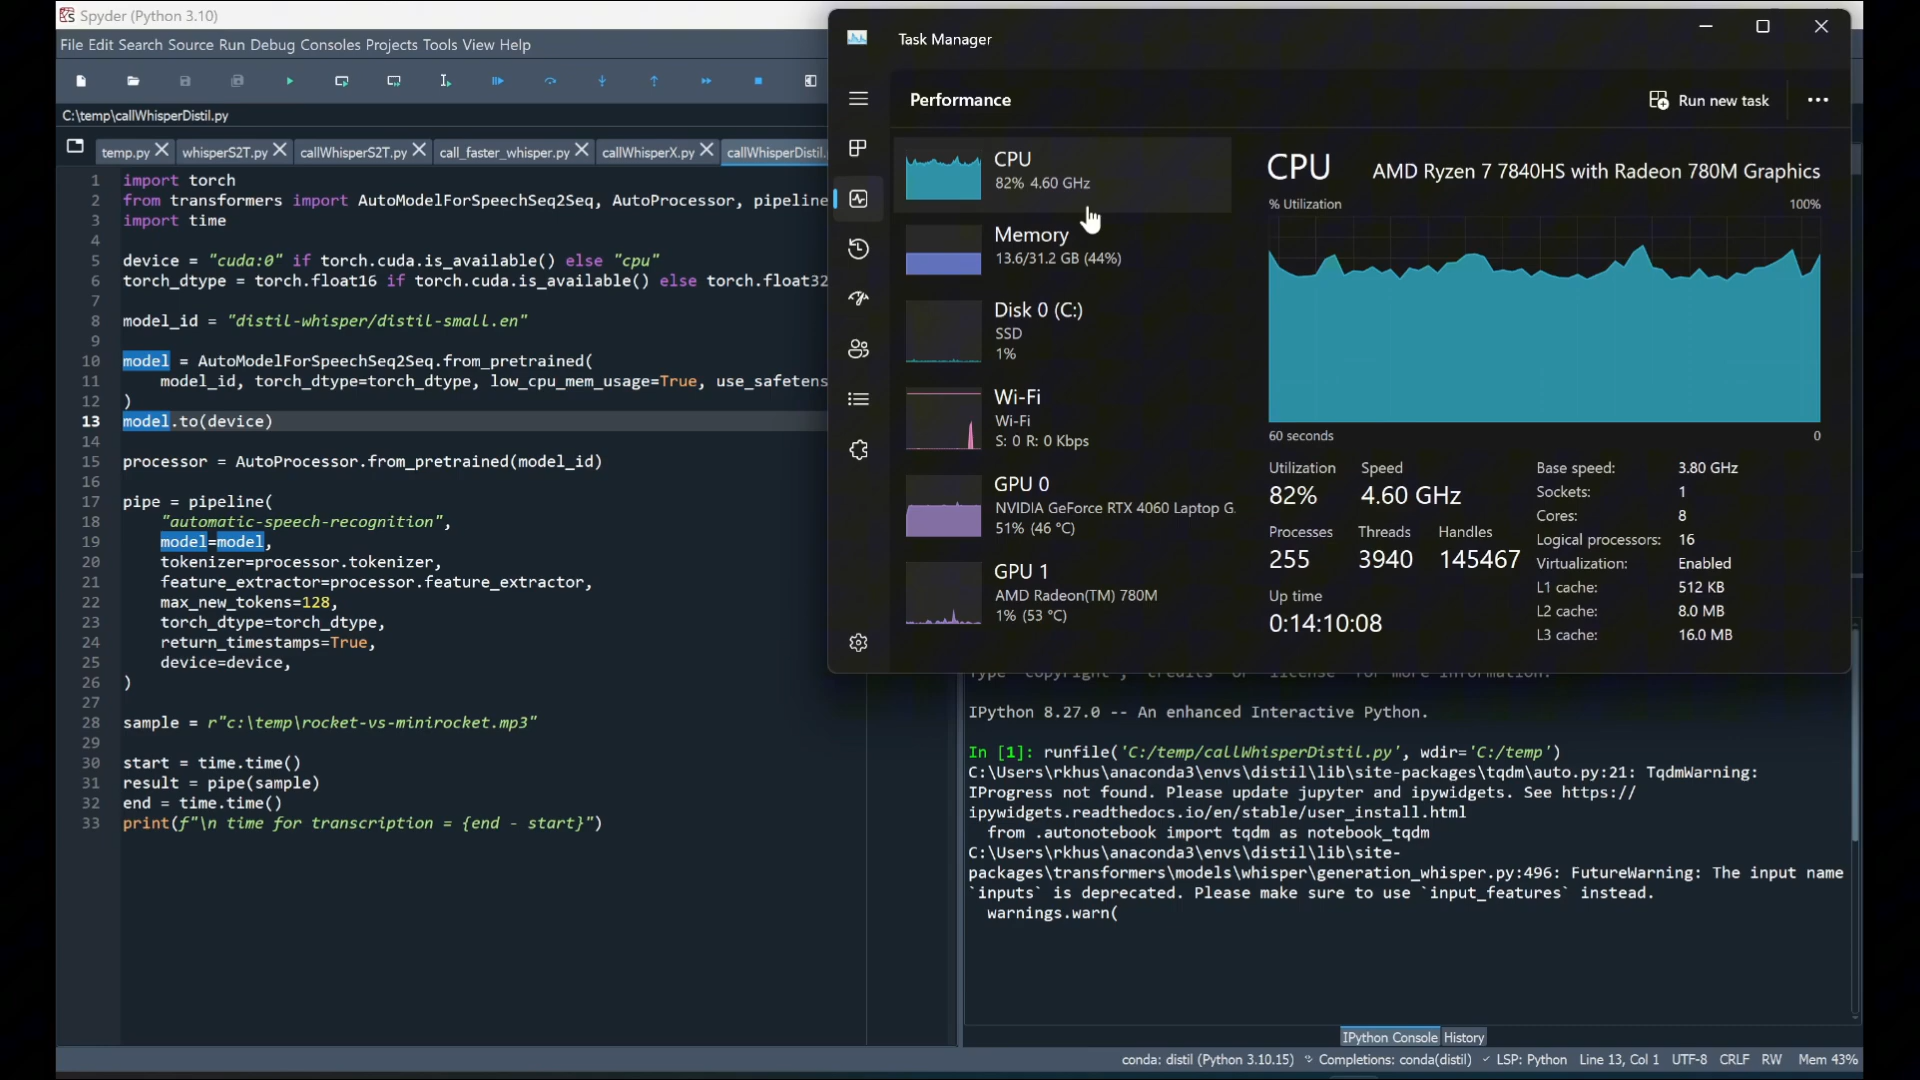 Spyder (Python 3.10)
File Edit Search Source Run Debug Consoles Projects Tools View Help
C:\temp\callWhisperDistil.py
temp.py whisperS2T.py callWhisperS2T.py call_faster_whisper.py callWhisperX.py callWhisperDistil.
1 import torch
2 from transformers import AutoModelForSpeechSeq2Seq, AutoProcessor, pipeline
3 import time
4
5 device = "cuda:0" if torch.cuda.is_available() else "cpu"
6 torch_dtype = torch.float16 if torch.cuda.is_available() else torch.float32
7
8 model_id = "distil-whisper/distil-small.en"
9
10 model = AutoModelForSpeechSeq2Seq.from_pretrained(
11 model_id, torch_dtype=torch_dtype, low_cpu_mem_usage=True, use_safetens
12 )
13 model.to(device)
14
15 processor = AutoProcessor.from_pretrained(model_id)
16
17 pipe = pipeline(
18 "automatic-speech-recognition",
19 model=model,
20 tokenizer=processor.tokenizer,
21 feature_extractor=processor.feature_extractor,
22 max_new_tokens=128,
23 torch_dtype=torch_dtype,
24 return_timestamps=True,
25 device=device,
26 )
27
28 sample = r"c:\temp\rocket-vs-minirocket.mp3"
29
30 start = time.time()
31 result = pipe(sample)
32 end = time.time()
33 print(f"\n time for transcription = {end - start}")
Task Manager
Performance
Run new task
CPU
82% 4.60 GHz
Memory
13.6/31.2 GB (44%)
Disk 0 (C:)
SSD
1%
Wi-Fi
Wi-Fi
S: 0 R: 0 Kbps
GPU 0
NVIDIA GeForce RTX 4060 Laptop G
51% (46 °C)
GPU 1
AMD Radeon(TM) 780M
1% (53 °C)
CPU AMD Ryzen 7 7840HS with Radeon 780M Graphics
% Utilization 100%
60 seconds 0
Utilization Speed
82% 4.60 GHz
Processes Threads Handles
255 3940 145467
Up time
0:14:10:08
Base speed: 3.80 GHz
Sockets: 1
Cores: 8
Logical processors: 16
Virtualization: Enabled
L1 cache: 512 KB
L2 cache: 8.0 MB
L3 cache: 16.0 MB
Type "copyright", "credits" or "license" for more information.
IPython 8.27.0 -- An enhanced Interactive Python.
In [1]: runfile('C:/temp/callWhisperDistil.py', wdir='C:/temp')
C:\Users\rkhus\anaconda3\envs\distil\lib\site-packages\tqdm\auto.py:21: TqdmWarning:
IProgress not found. Please update jupyter and ipywidgets. See https://
ipywidgets.readthedocs.io/en/stable/user_install.html
from .autonotebook import tqdm as notebook_tqdm
C:\Users\rkhus\anaconda3\envs\distil\lib\site-
packages\transformers\models\whisper\generation_whisper.py:496: FutureWarning: The input name
`inputs` is deprecated. Please make sure to use `input_features` instead.
warnings.warn(
IPython Console History
conda: distil (Python 3.10.15) Completions: conda(distil) LSP: Python Line 13, Col 1 UTF-8 CRLF RW Mem 43%